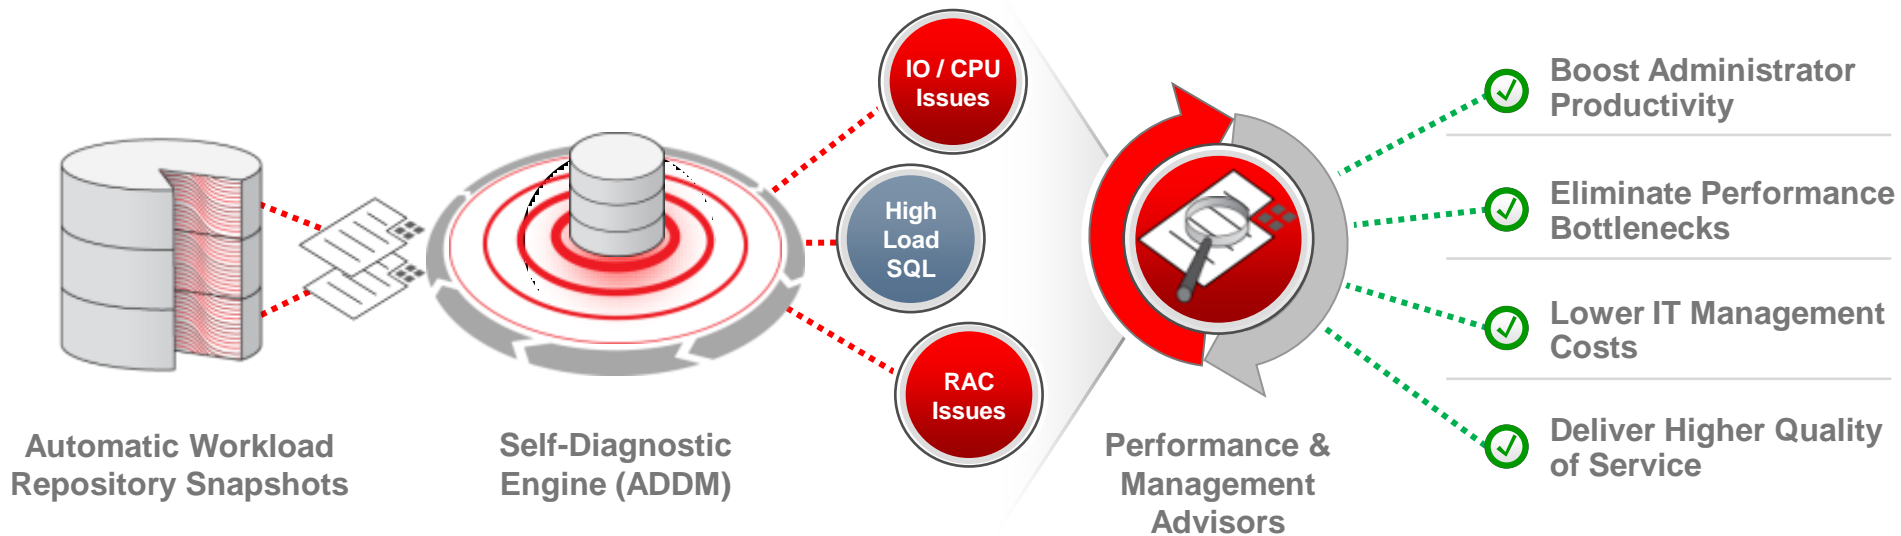 Automatic Workload
Repository Snapshots
Self-Diagnostic
Engine (ADDM)
IO / CPU
Issues
High
Load
SQL
RAC
Issues
Performance &
Management
Advisors
Boost Administrator
Productivity
Eliminate Performance
Bottlenecks
Lower IT Management
Costs
Deliver Higher Quality
of Service